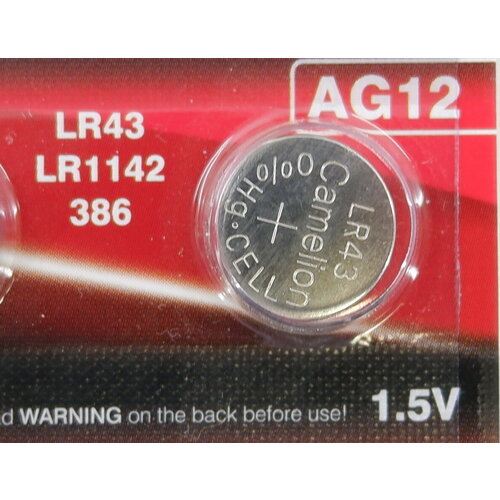 AG12
LR43
LR1142
386
0%Hg·CELL
Camelion
LR43
+
WARNING on the back before use!
1.5V